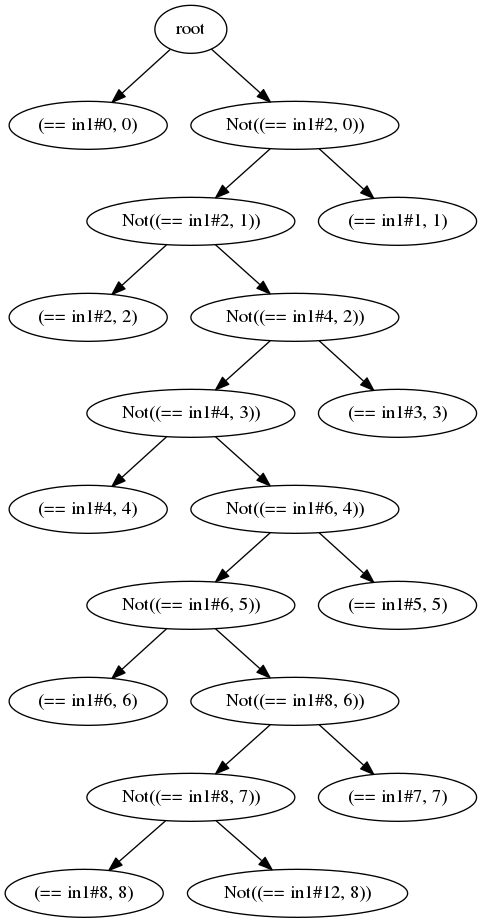 root
(== in1#0, 0)
Not((== in1#2, 0))
Not((== in1#2, 1))
(== in1#1, 1)
(== in1#2, 2)
Not((== in1#4, 2))
Not((== in1#4, 3))
(== in1#3, 3)
(== in1#4, 4)
Not((== in1#6, 4))
Not((== in1#6, 5))
(== in1#5, 5)
(== in1#6, 6)
Not((== in1#8, 6))
Not((== in1#8, 7))
(== in1#7, 7)
(== in1#8, 8)
Not((== in1#12, 8))